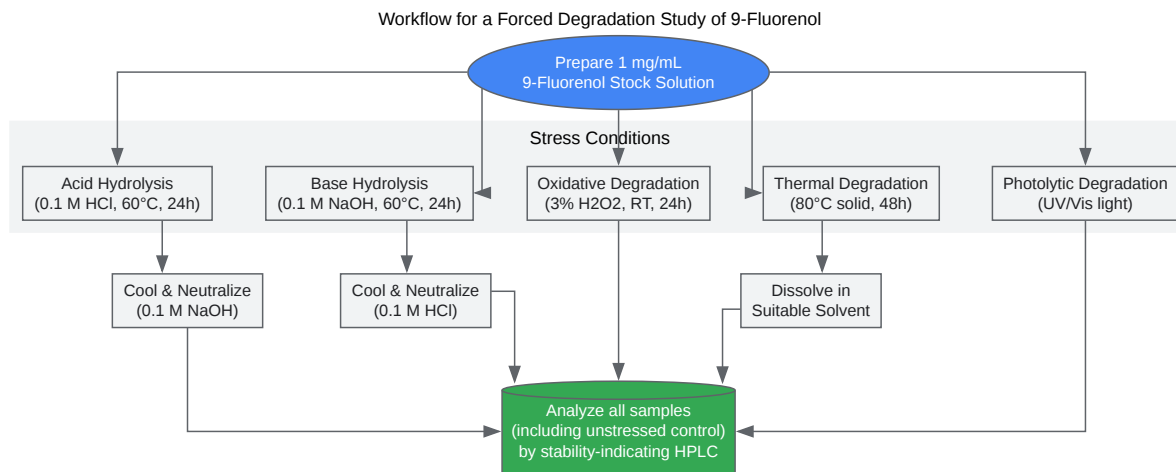 Workflow for a Forced Degradation Study of 9-Fluorenol
Prepare 1 mg/mL
9-Fluorenol Stock Solution
Stress Conditions
Acid Hydrolysis
(0.1 M HCl, 60°C, 24h)
Base Hydrolysis
(0.1 M NaOH, 60°C, 24h)
Oxidative Degradation
(3% H2O2, RT, 24h)
Thermal Degradation
(80°C solid, 48h)
Photolytic Degradation
(UV/Vis light)
Cool & Neutralize
(0.1 M NaOH)
Cool & Neutralize
(0.1 M HCl)
Dissolve in
Suitable Solvent
Analyze all samples
(including unstressed control)
by stability-indicating HPLC